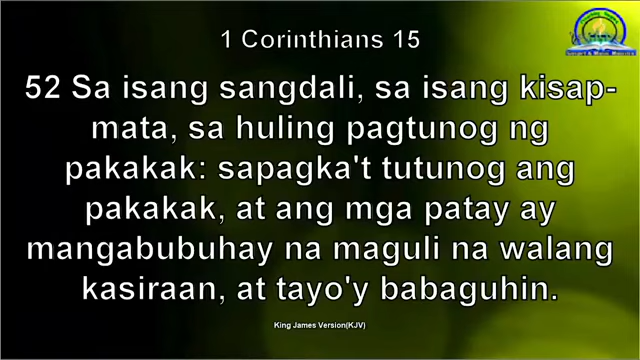 1 Corinthians 15
52 Sa isang sangdali, sa isang kisap-
mata, sa huling pagtunog ng
pakakak: sapagka't tutunog ang
pakakak, at ang mga patay ay
mangabubuhay na maguli na walang
kasiraan, at tayo'y babaguhin.
King James Version(KJV)